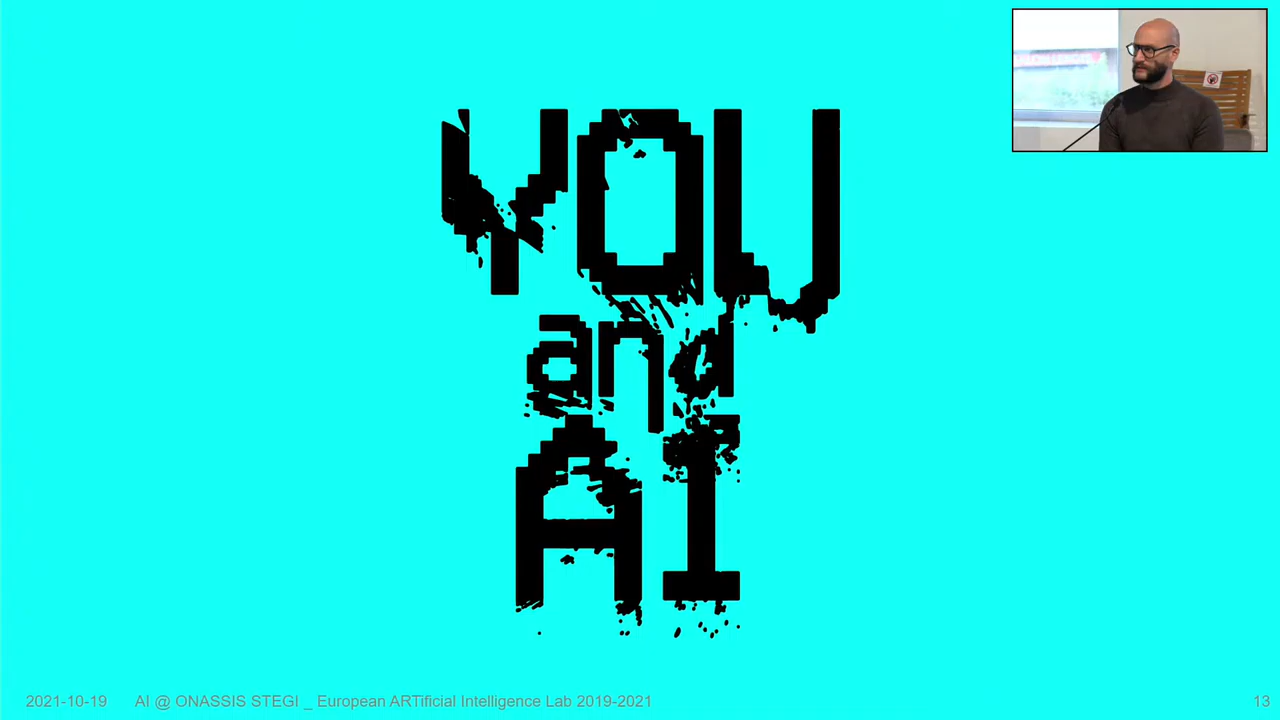 YOU
and
AI
2021-10-19 AI @ ONASSIS STEGI _ European ARTificial Intelligence Lab 2019-2021 13